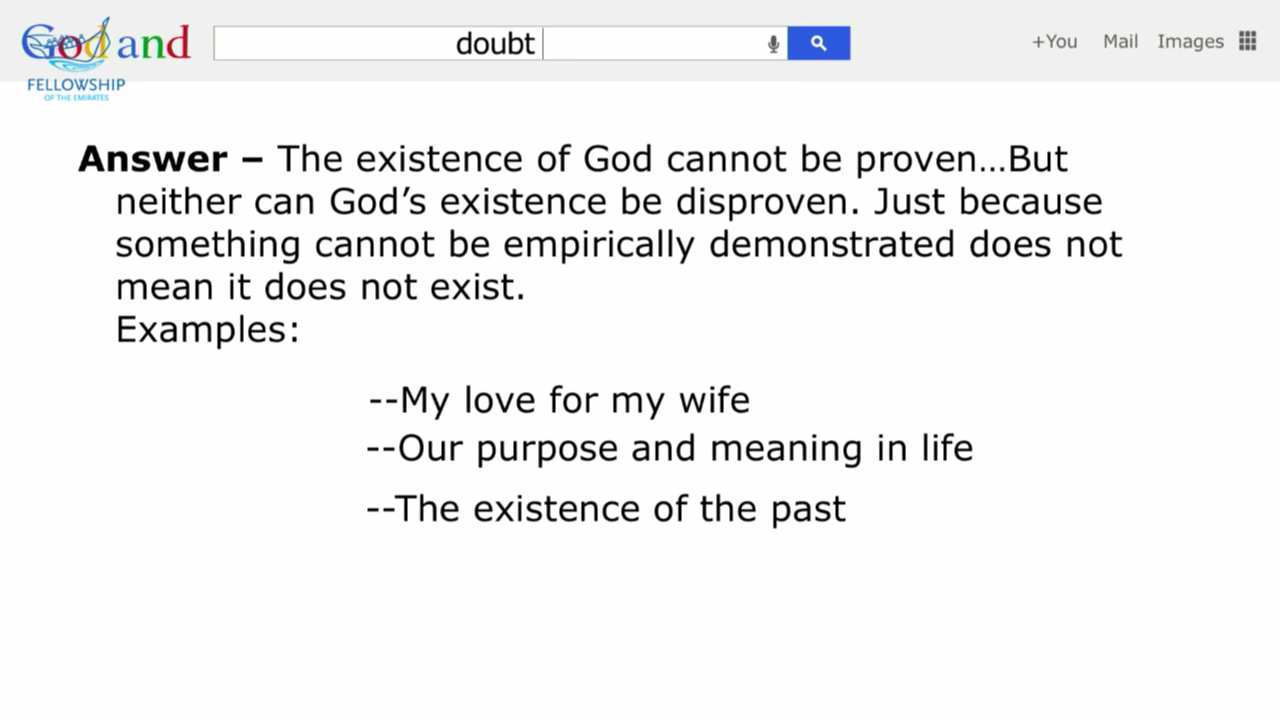 God and
doubt
+You Mail Images
FELLOWSHIP
OF THE EMIRATES
Answer – The existence of God cannot be proven…But
neither can God’s existence be disproven. Just because
something cannot be empirically demonstrated does not
mean it does not exist.
Examples:
--My love for my wife
--Our purpose and meaning in life
--The existence of the past